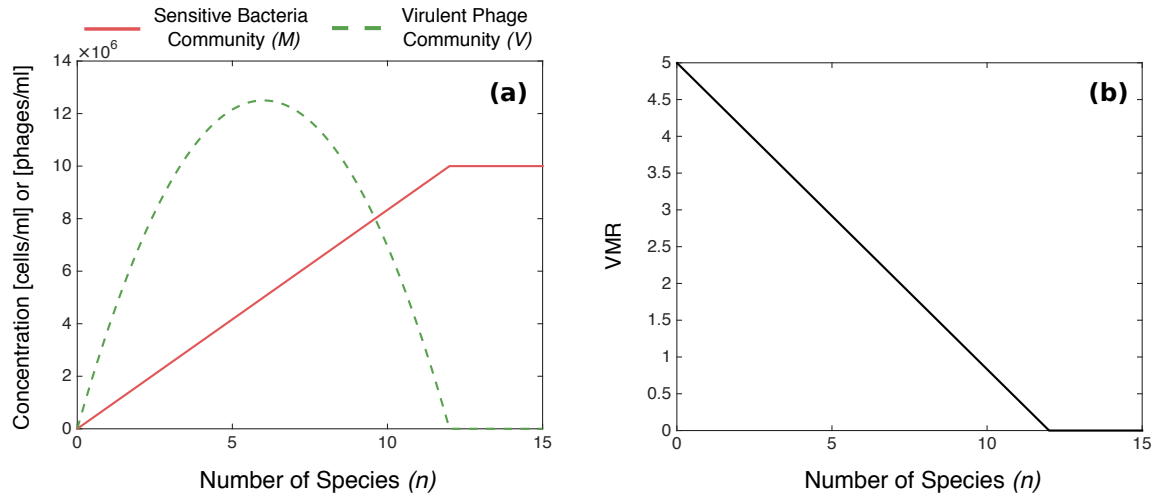 Sensitive Bacteria
Community (M)
Virulent Phage
Community (V)
×10⁶
(a)
14
12
10
8
6
4
2
0
Concentration [cells/ml] or [phages/ml]
0
5
10
15
Number of Species (n)
(b)
5
4.5
4
3.5
3
2.5
2
1.5
1
0.5
0
VMR
0
5
10
15
Number of Species (n)